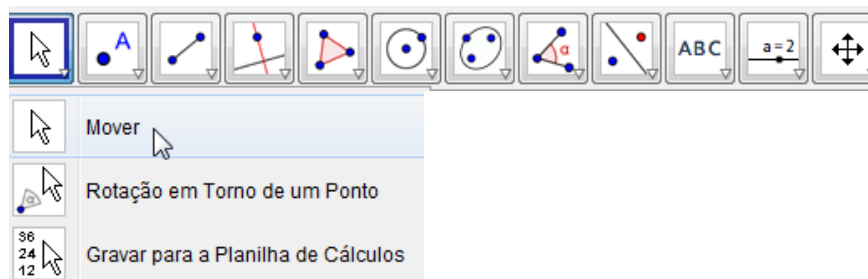 A
α
ABC
a=2
Mover
α
Rotação em Torno de um Ponto
36
24
12
Gravar para a Planilha de Cálculos